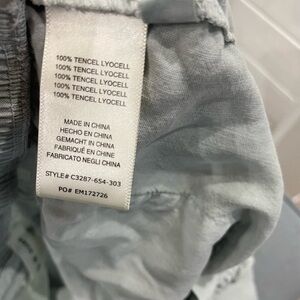 100% TENCEL LYOCELL
100% TENCEL LYOCELL
100% TENCEL LYOCELL
100% TENCEL LYOCELL
100% TENCEL LYOCELL
MADE IN CHINA
HECHO EN CHINA
GEMACHT IN CHINA
FABRIQUÉ EN CHINE
FABRICATO NEGLI CHINA
STYLE# C3287-654-303
PO# EM172726